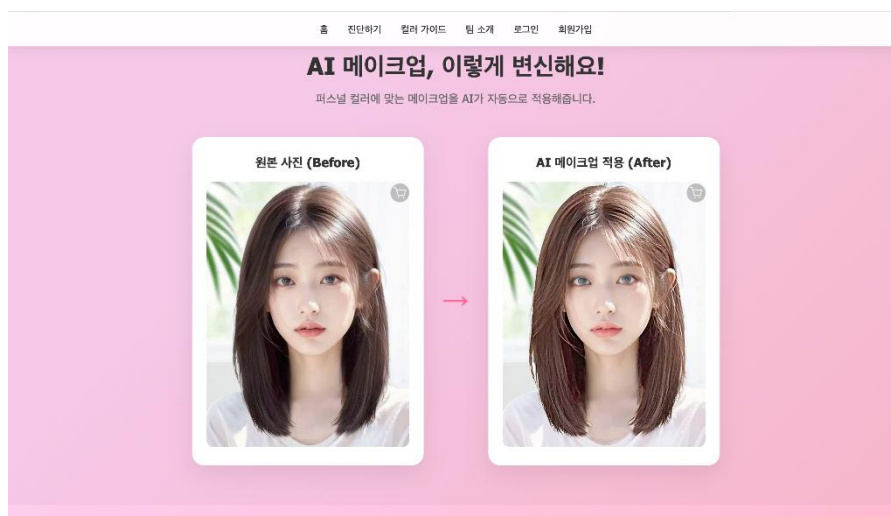 홈 진단하기 컬러 가이드 팀 소개 로그인 회원가입
AI 메이크업, 이렇게 변신해요!
퍼스널 컬러에 맞는 메이크업을 AI가 자동으로 적용해줍니다.
원본 사진 (Before)
AI 메이크업 적용 (After)
→